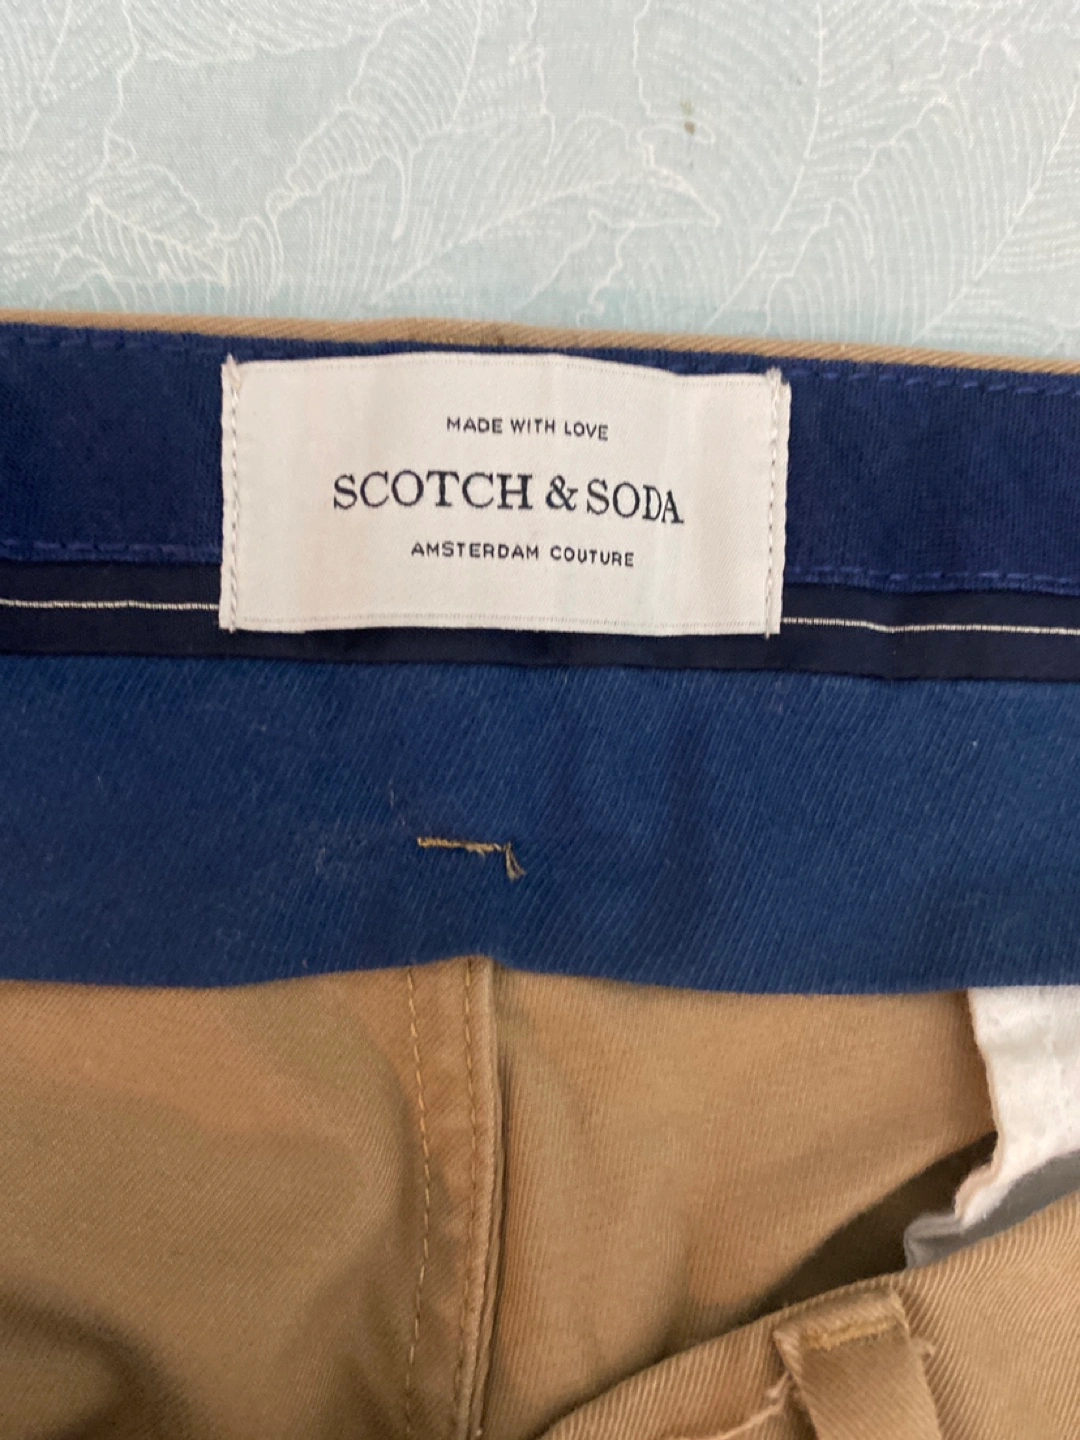 MADE WITH LOVE
SCOTCH & SODA
AMSTERDAM COUTURE